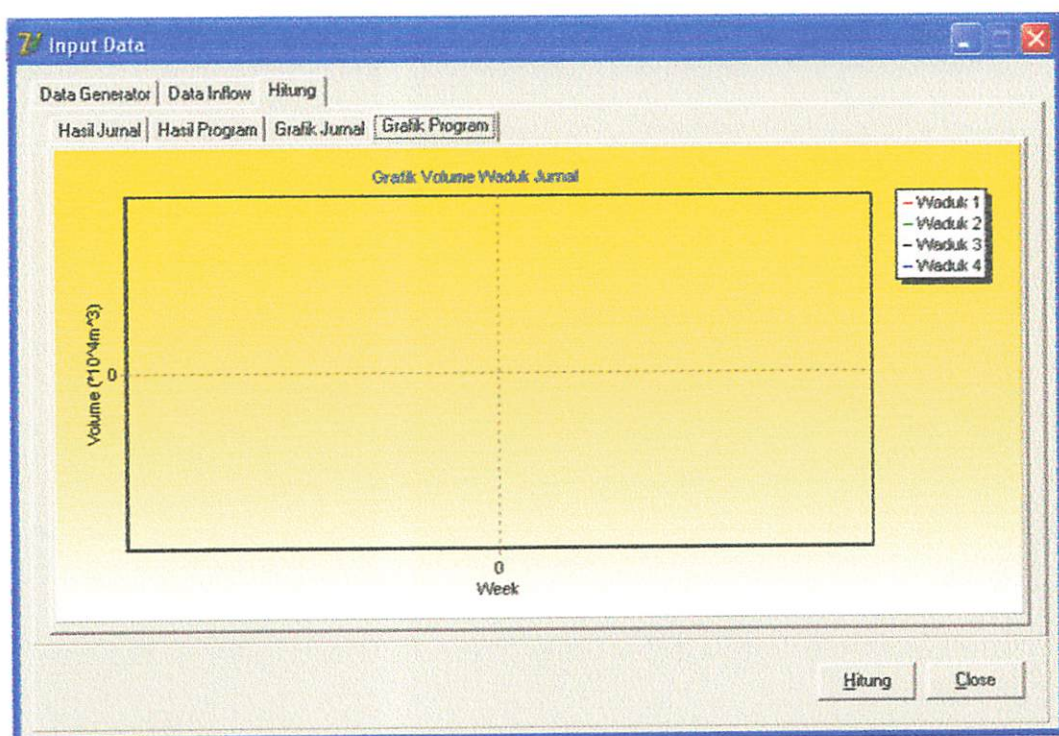 Input Data
Data Generator Data Inflow Hitung
Hasil Jurnal Hasil Program Grafik Jurnal Grafik Program
Grafik Volume Waduk Jurnal
Waduk 1
Waduk 2
Waduk 3
Waduk 4
Volume (*10^4m^3)
0
0
Week
Hitung Close